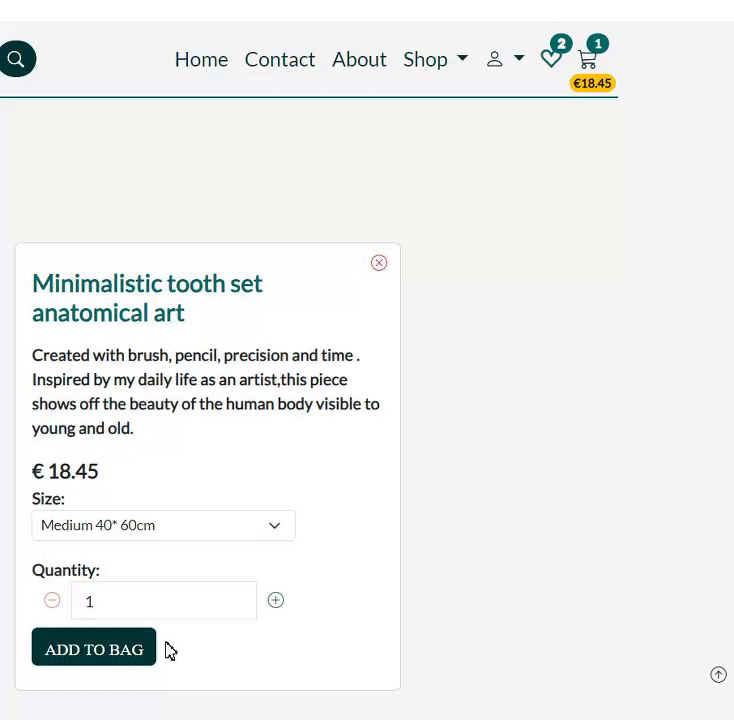 2 1
Home Contact About Shop
€18.45
Minimalistic tooth set
anatomical art
Created with brush, pencil, precision and time .
Inspired by my daily life as an artist,this piece
shows off the beauty of the human body visible to
young and old.
€ 18.45
Size:
Medium 40* 60cm
Quantity:
1
ADD TO BAG